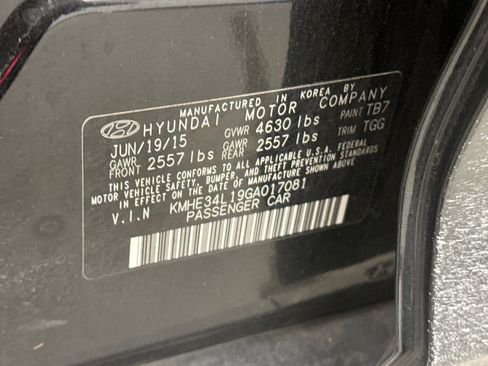 MANUFACTURED IN KOREA BY
HYUNDAI MOTOR COMPANY
JUN/19/15 GVWR 4630 lbs PAINT TB7
GAWR FRONT 2557 lbs GAWR REAR 2557 lbs TRIM TGG
THIS VEHICLE CONFORMS TO ALL APPLICABLE U.S.A. FEDERAL
MOTOR VEHICLE SAFETY, BUMPER, AND THEFT PREVENTION STANDARDS
IN EFFECT ON THE DATE OF MANUFACTURE SHOWN ABOVE.
V.I.N KMHE34L19GA017081
PASSENGER CAR